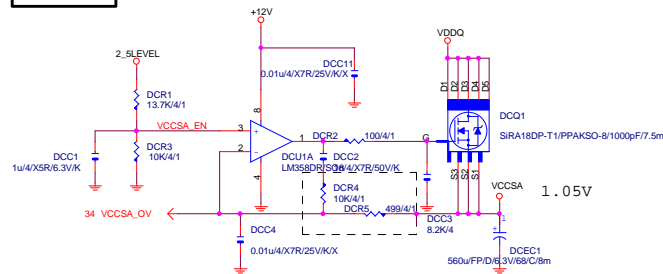 +12V
2_5LEVEL
VDDQ
DCC11
0.01u/4/X7R/25V/K/X
D1
D2
D3
D4
D5
DCR1
13.7K/4/1
DCQ1
8
VCCSA_EN
3
+
1
DCR2
100/4/1
G
SiRA18DP-T1/PPAKSO-8/1000pF/7.5m
2
-
DCC1
1u/4/X5R/6.3V/K
DCR3
10K/4/1
DCU1A
LM358DR/SO8
DCC2
4/X7R/50V/K
4
S3
S2
S1
DCR4
10K/4/1
VCCSA
1.05V
34 VCCSA_OV
DCR5
499/4/1
DCC3
8.2K/4
1
+
DCC4
0.01u/4/X7R/25V/K/X
DCEC1
560u/FP/D/6.3V/68/C/8m